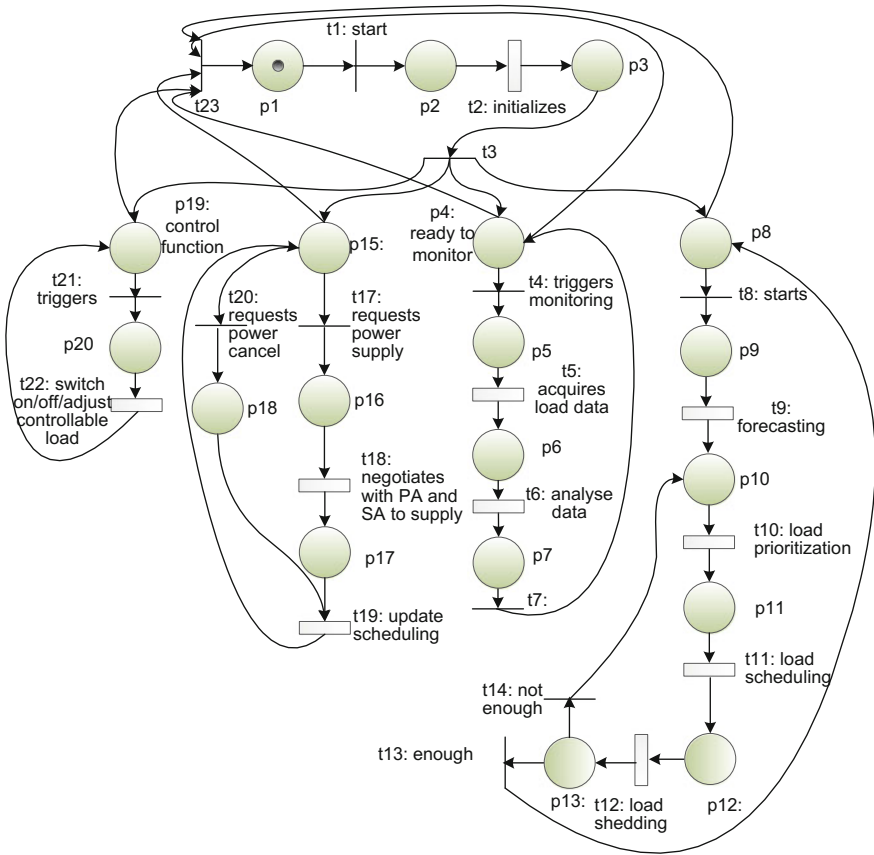 t1: start
t23
p1
p2
t2: initializes
p3
t3
p19:
control
function
p15:
p4:
ready to
monitor
p8
t21:
triggers
t20:
requests
power
cancel
t17:
requests
power
supply
t4: triggers
monitoring
t8: starts
p20
p5
p9
t22: switch
on/off/adjust
controllable
load
p18
p16
t5:
acquires
load data
t9:
forecasting
p6
p10
t18:
negotiates
with PA and
SA to supply
t6: analyse
data
t10: load
prioritization
p17
p7
t7:
p11
t19: update
scheduling
t11: load
scheduling
t14: not
enough
t13: enough
p13:
t12: load
shedding
p12: